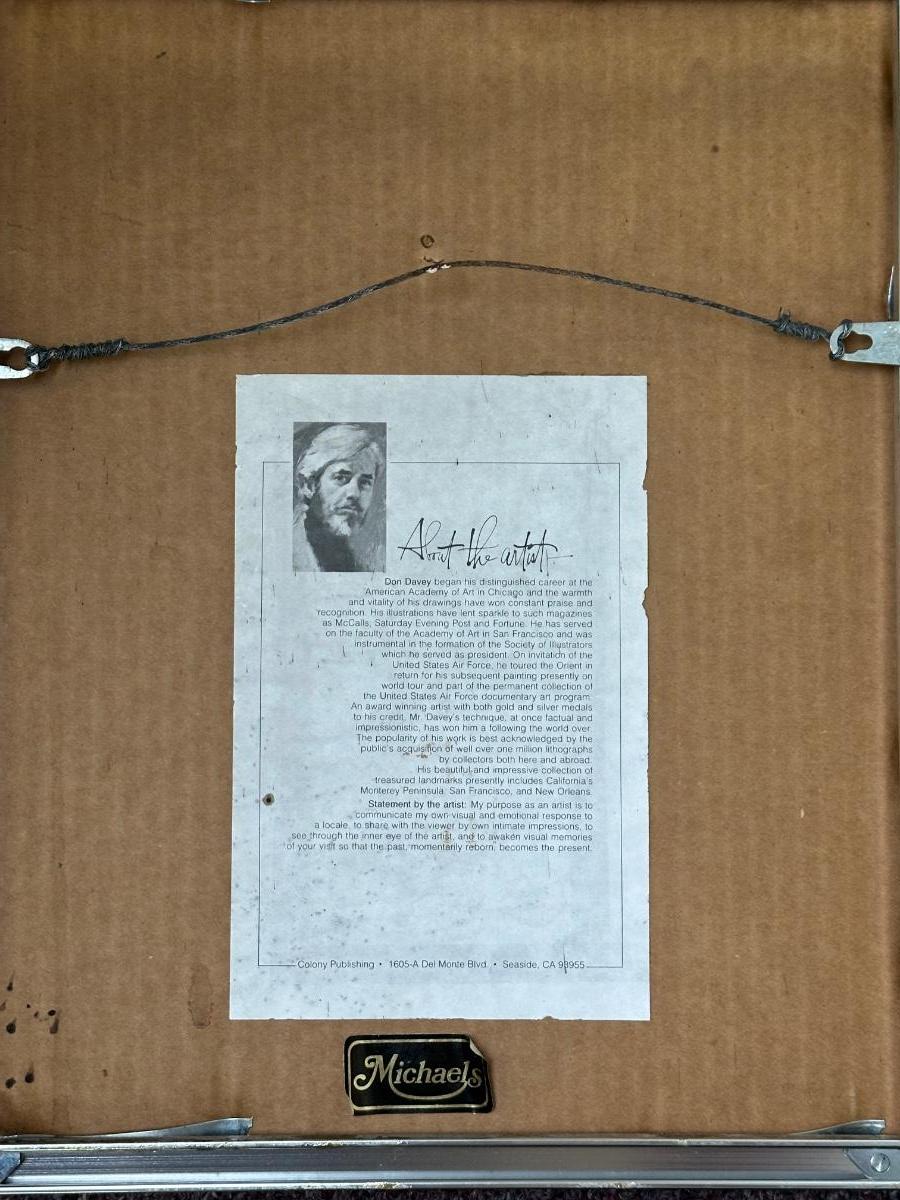 About the artist
Don Davey began his distinguished career at the
American Academy of Art in Chicago and the warmth
and vitality of his drawings have won constant praise and
recognition. His illustrations have lent sparkle to such magazines
as McCalls, Saturday Evening Post and Fortune. He has served
on the faculty of the Academy of Art in San Francisco and was
instrumental in the formation of the Society of Illustrators
which he served as president. On invitation of the
United States Air Force, he toured the Orient in
return for his subsequent painting presently on
world tour and part of the permanent collection of
the United States Air Force documentary art program.
An award winning artist with both gold and silver medals
to his credit, Mr. Davey's technique, at once factual and
impressionistic, has won him a following the world over.
The popularity of his work is best acknowledged by the
public's acquisition of well over one million lithographs
by collectors both here and abroad.
His beautiful and impressive collection of
treasured landmarks presently includes California's
Monterey Peninsula, San Francisco, and New Orleans.
Statement by the artist: My purpose as an artist is to
communicate my own visual and emotional response to
a locale, to share with the viewer by own intimate impressions, to
see through the inner eye of the artist, and to awaken visual memories
of your visit so that the past, momentarily reborn, becomes the present.
Colony Publishing • 1605-A Del Monte Blvd. • Seaside, CA 93955
Michaels